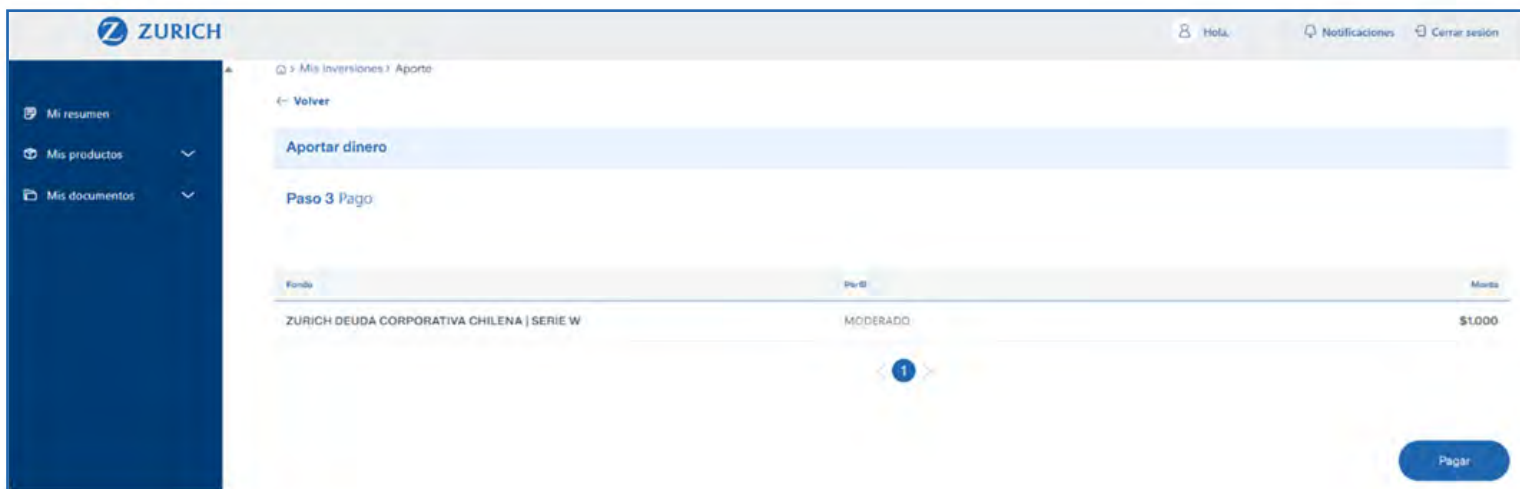 ZURICH
Hola,
Notificaciones
Cerrar sesión
> Mis inversiones > Aporte
← Volver
Mi resumen
Mis productos
Mis documentos
Aportar dinero
Paso 3 Pago
Fondo Perfil Monto
ZURICH DEUDA CORPORATIVA CHILENA | SERIE W MODERADO $1.000
< 1 >
Pagar